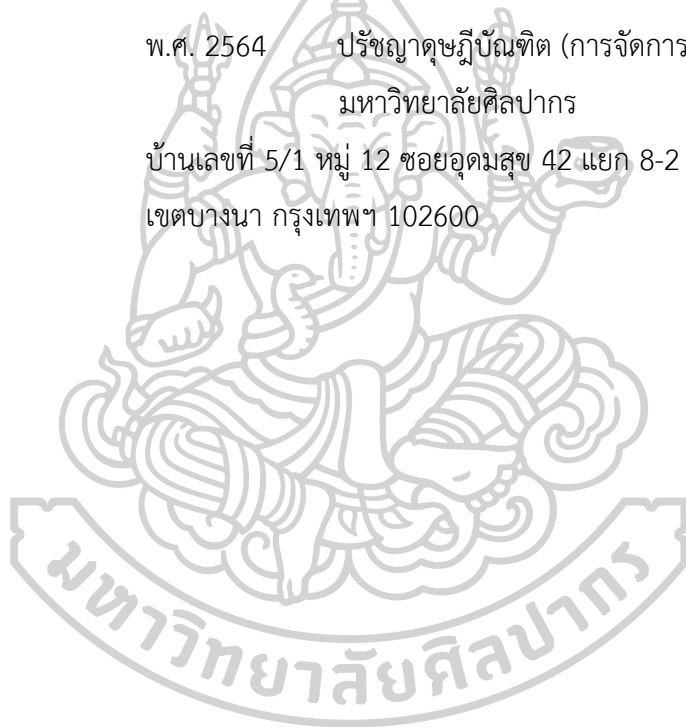 พ.ศ. 2564 ปรัชญาดุษฎีบัณฑิต (การจัดการ
มหาวิทยาลัยศิลปากร
บ้านเลขที่ 5/1 หมู่ 12 ซอยอุดมสุข 42 แยก 8-2
เขตบางนา กรุงเทพฯ 102600
มหาวิทยาลัยศิลปากร